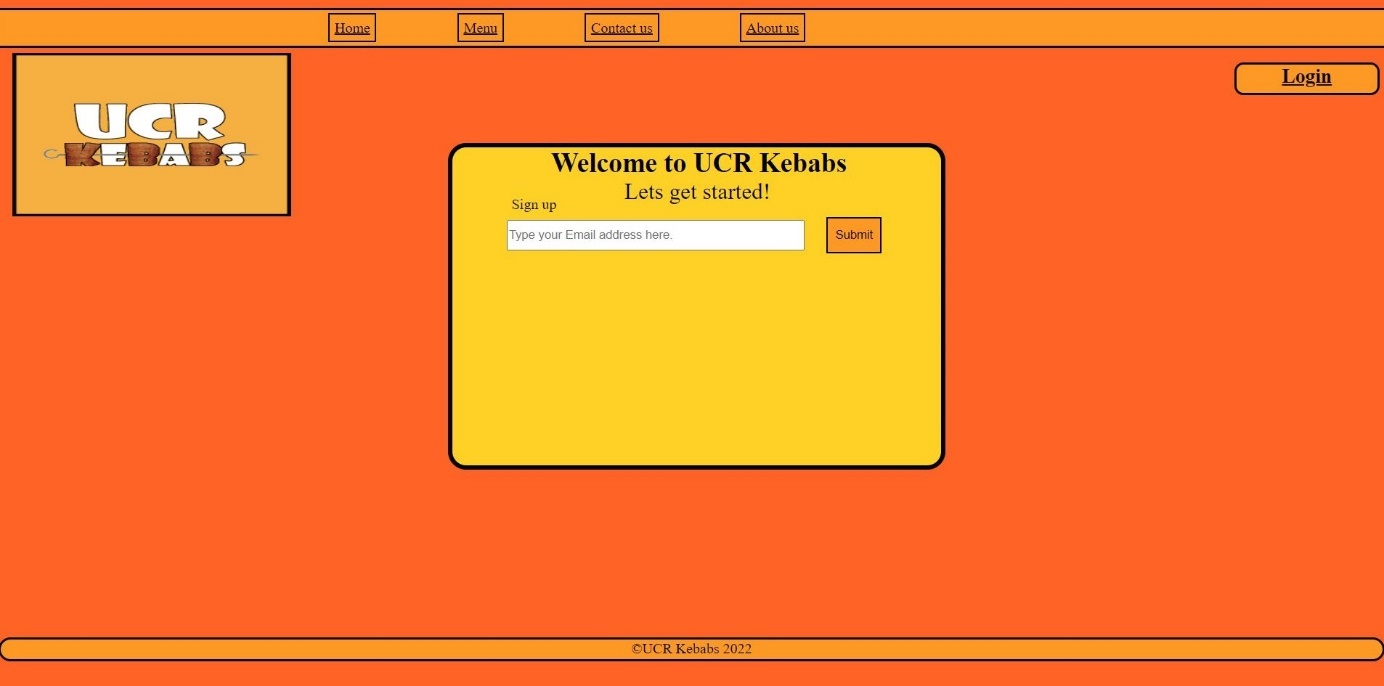 Home Menu Contact us About us
Login
UCR
KEBABS
Welcome to UCR Kebabs
Lets get started!
Sign up
Type your Email address here.
Submit
©UCR Kebabs 2022